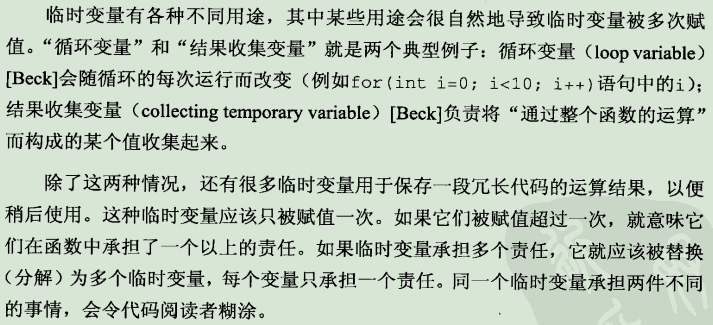 临时变量有各种不同用途，其中某些用途会很自然地导致临时变量被多次赋
值。“循环变量”和“结果收集变量”就是两个典型例子：循环变量（loop variable）
[Beck]会随循环的每次运行而改变（例如for(int i=0; i<10; i++)语句中的i）；
结果收集变量（collecting temporary variable）[Beck]负责将“通过整个函数的运算”
而构成的某个值收集起来。
除了这两种情况，还有很多临时变量用于保存一段冗长代码的运算结果，以便
稍后使用。这种临时变量应该只被赋值一次。如果它们被赋值超过一次，就意味它
们在函数中承担了一个以上的责任。如果临时变量承担多个责任，它就应该被替换
（分解）为多个临时变量，每个变量只承担一个责任。同一个临时变量承担两件不同
的事情，会令代码阅读者糊涂。